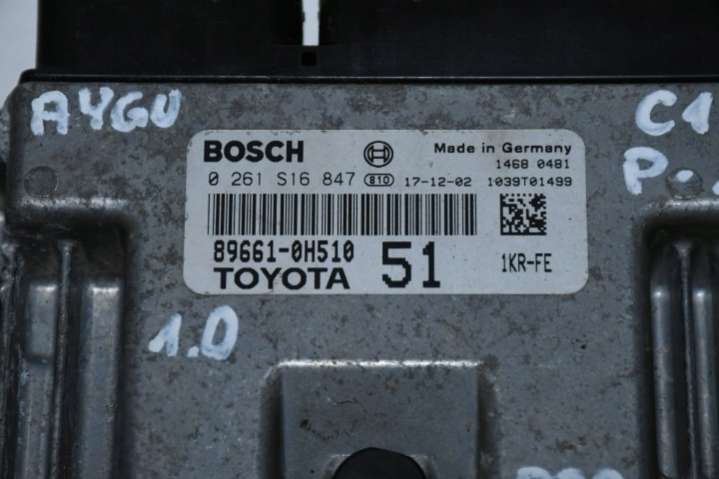 AYGO
C1
P.
BOSCH
Made in Germany
1468 0481
0 261 S16 847 810 17-12-02 1039T01499
89661-0H510
TOYOTA
51
1KR-FE
1.0